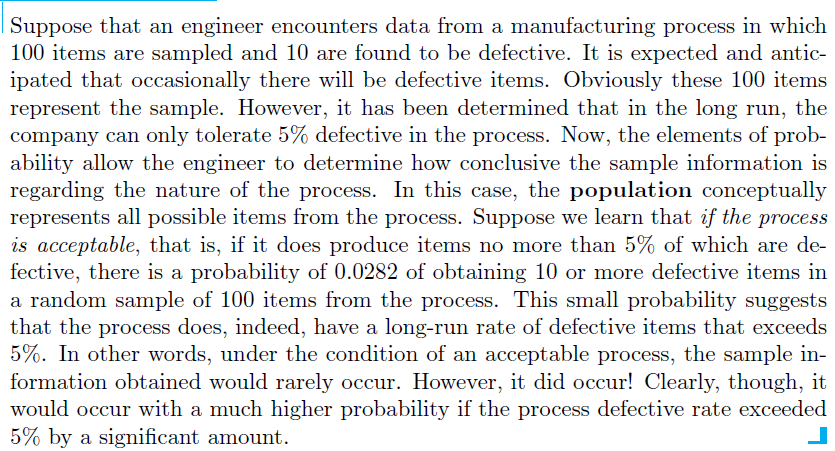 Suppose that an engineer encounters data from a manufacturing process in which
100 items are sampled and 10 are found to be defective. It is expected and antic-
ipated that occasionally there will be defective items. Obviously these 100 items
represent the sample. However, it has been determined that in the long run, the
company can only tolerate 5% defective in the process. Now, the elements of prob-
ability allow the engineer to determine how conclusive the sample information is
regarding the nature of the process. In this case, the population conceptually
represents all possible items from the process. Suppose we learn that if the process
is acceptable, that is, if it does produce items no more than 5% of which are de-
fective, there is a probability of 0.0282 of obtaining 10 or more defective items in
a random sample of 100 items from the process. This small probability suggests
that the process does, indeed, have a long-run rate of defective items that exceeds
5%. In other words, under the condition of an acceptable process, the sample in-
formation obtained would rarely occur. However, it did occur! Clearly, though, it
would occur with a much higher probability if the process defective rate exceeded
5% by a significant amount.